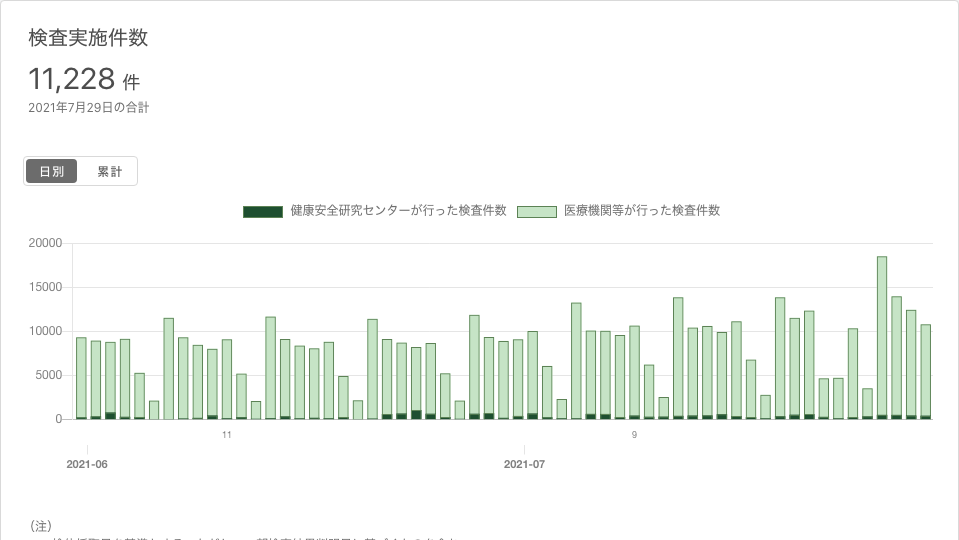 検査実施件数
11,228 件
2021年7月29日の合計
日別 累計
健康安全研究センターが行った検査件数 医療機関等が行った検査件数
20000
15000
10000
5000
0
11 9
2021-06 2021-07
（注）